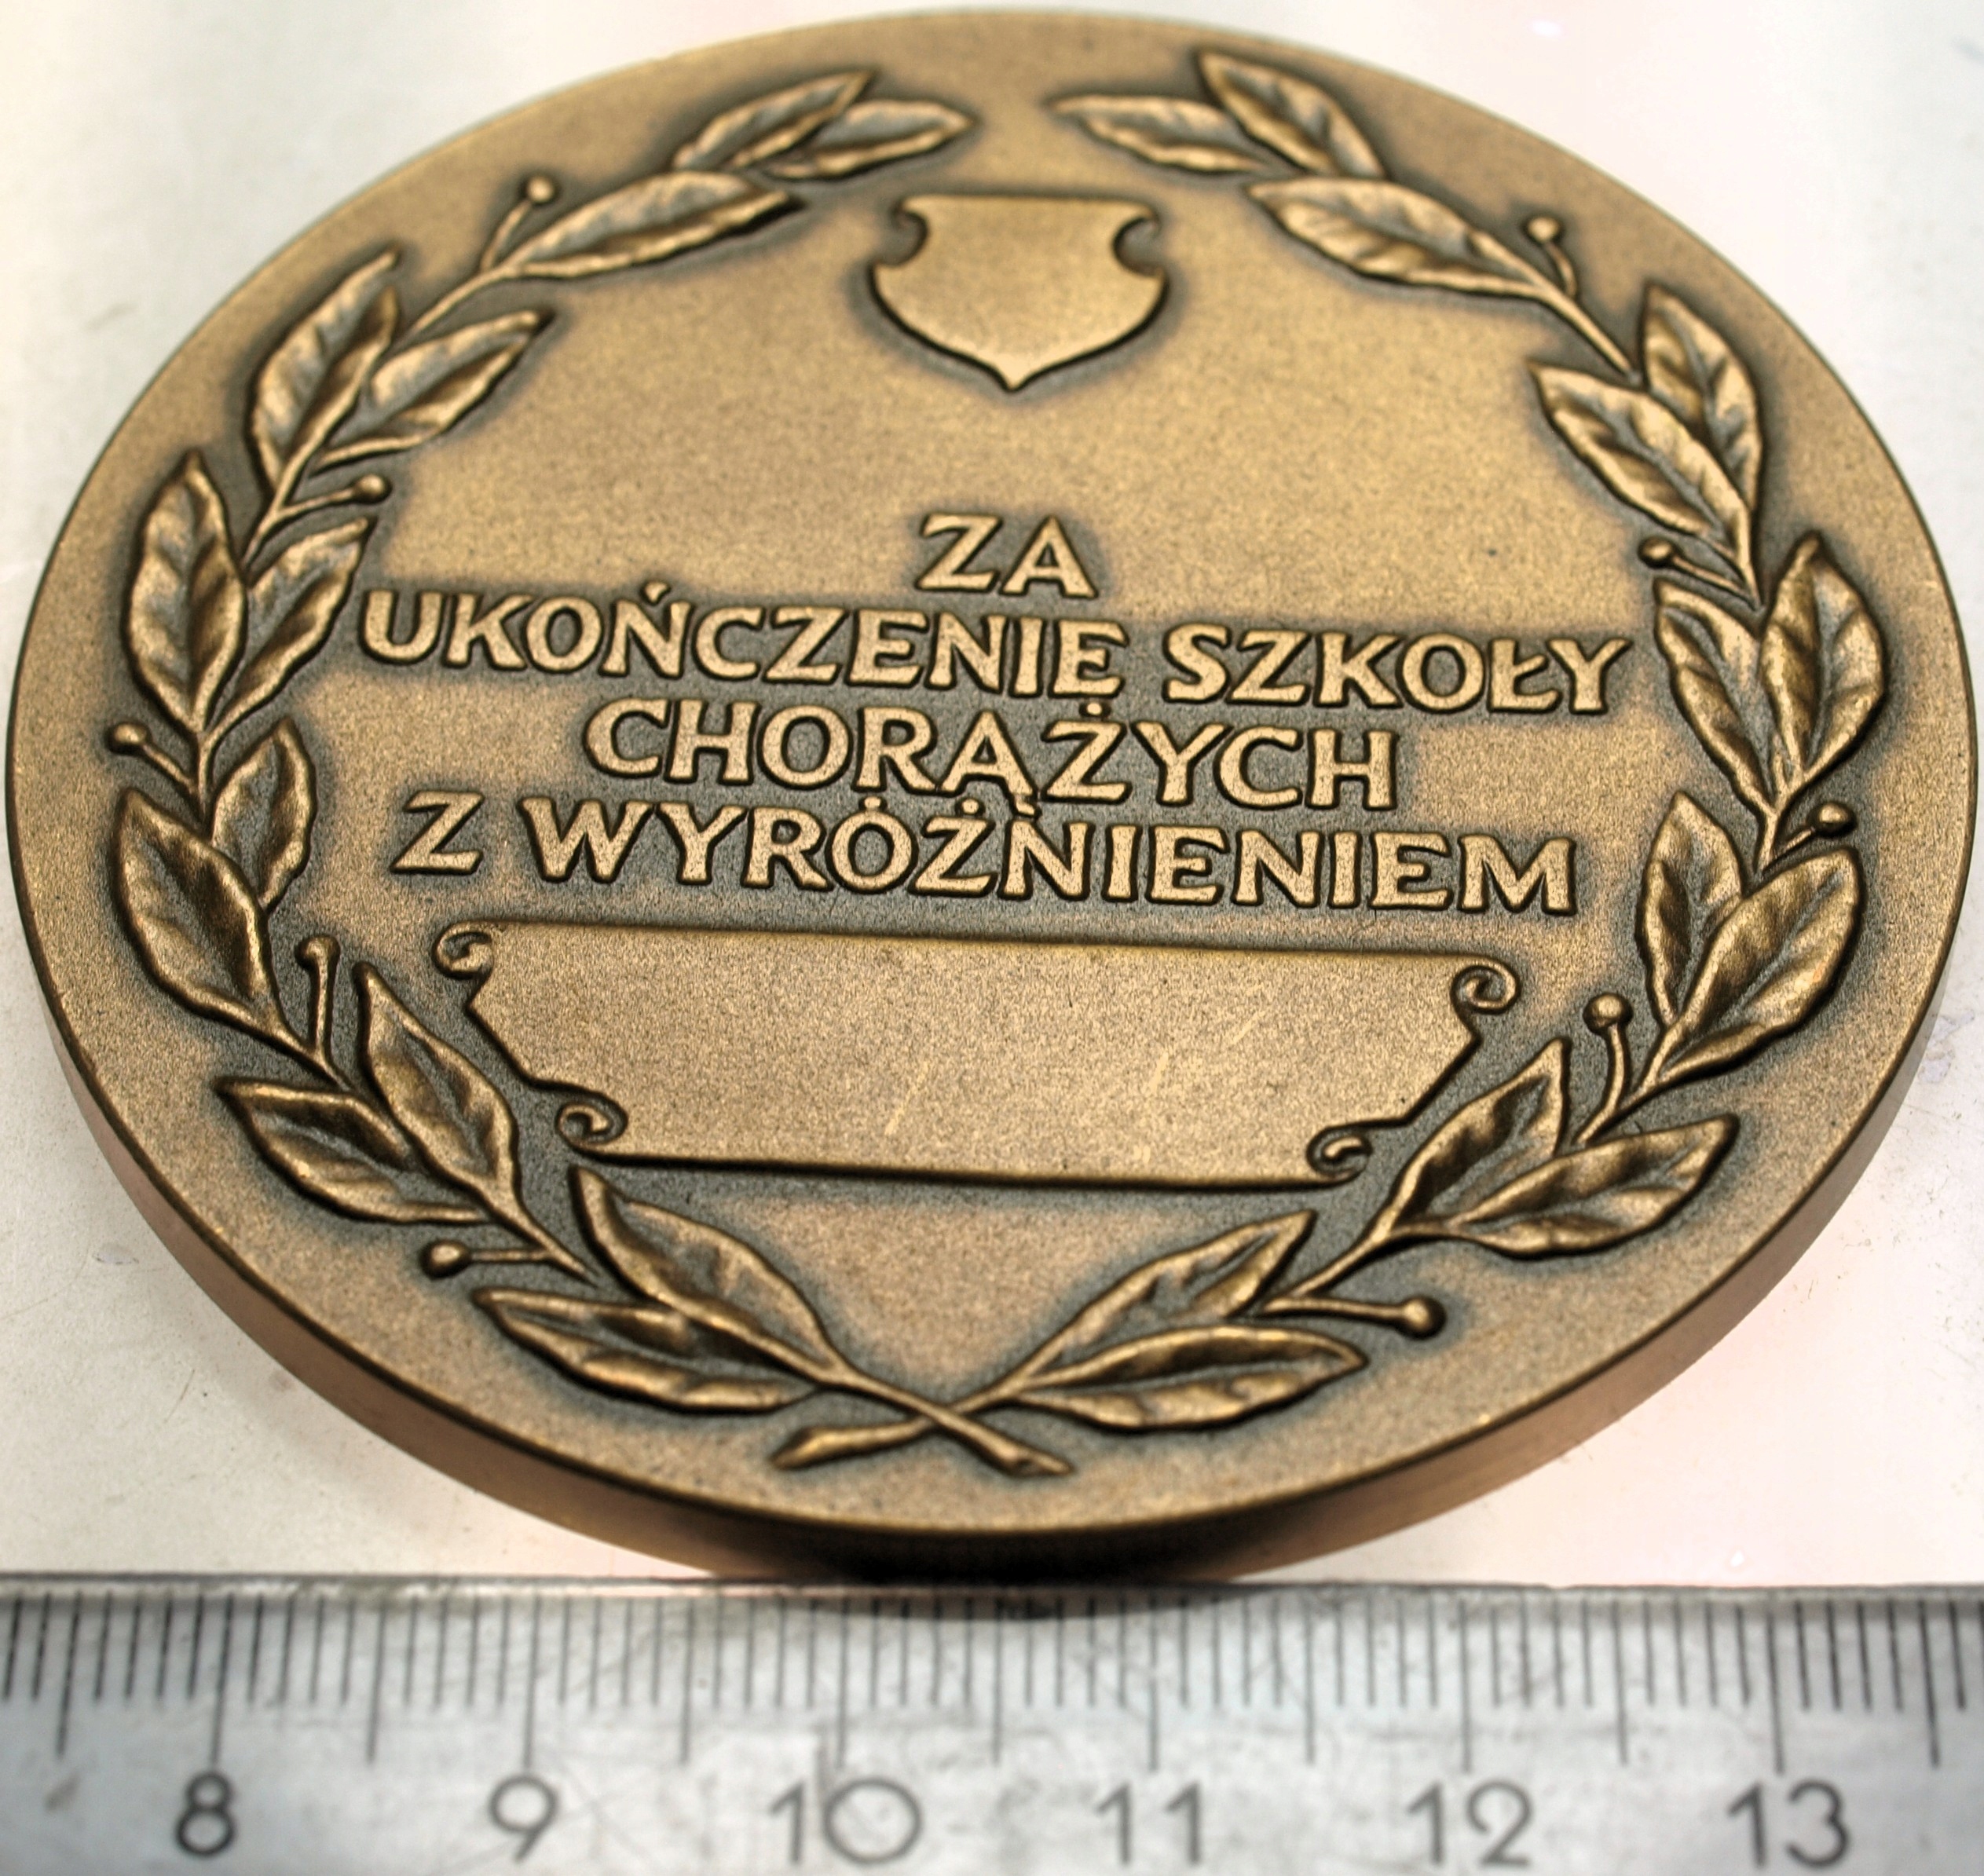 ZA
UKOŃCZENIE SZKOŁY
CHORĄŻYCH
Z WYRÓŻNIENIEM
8 9 10 11 12 13